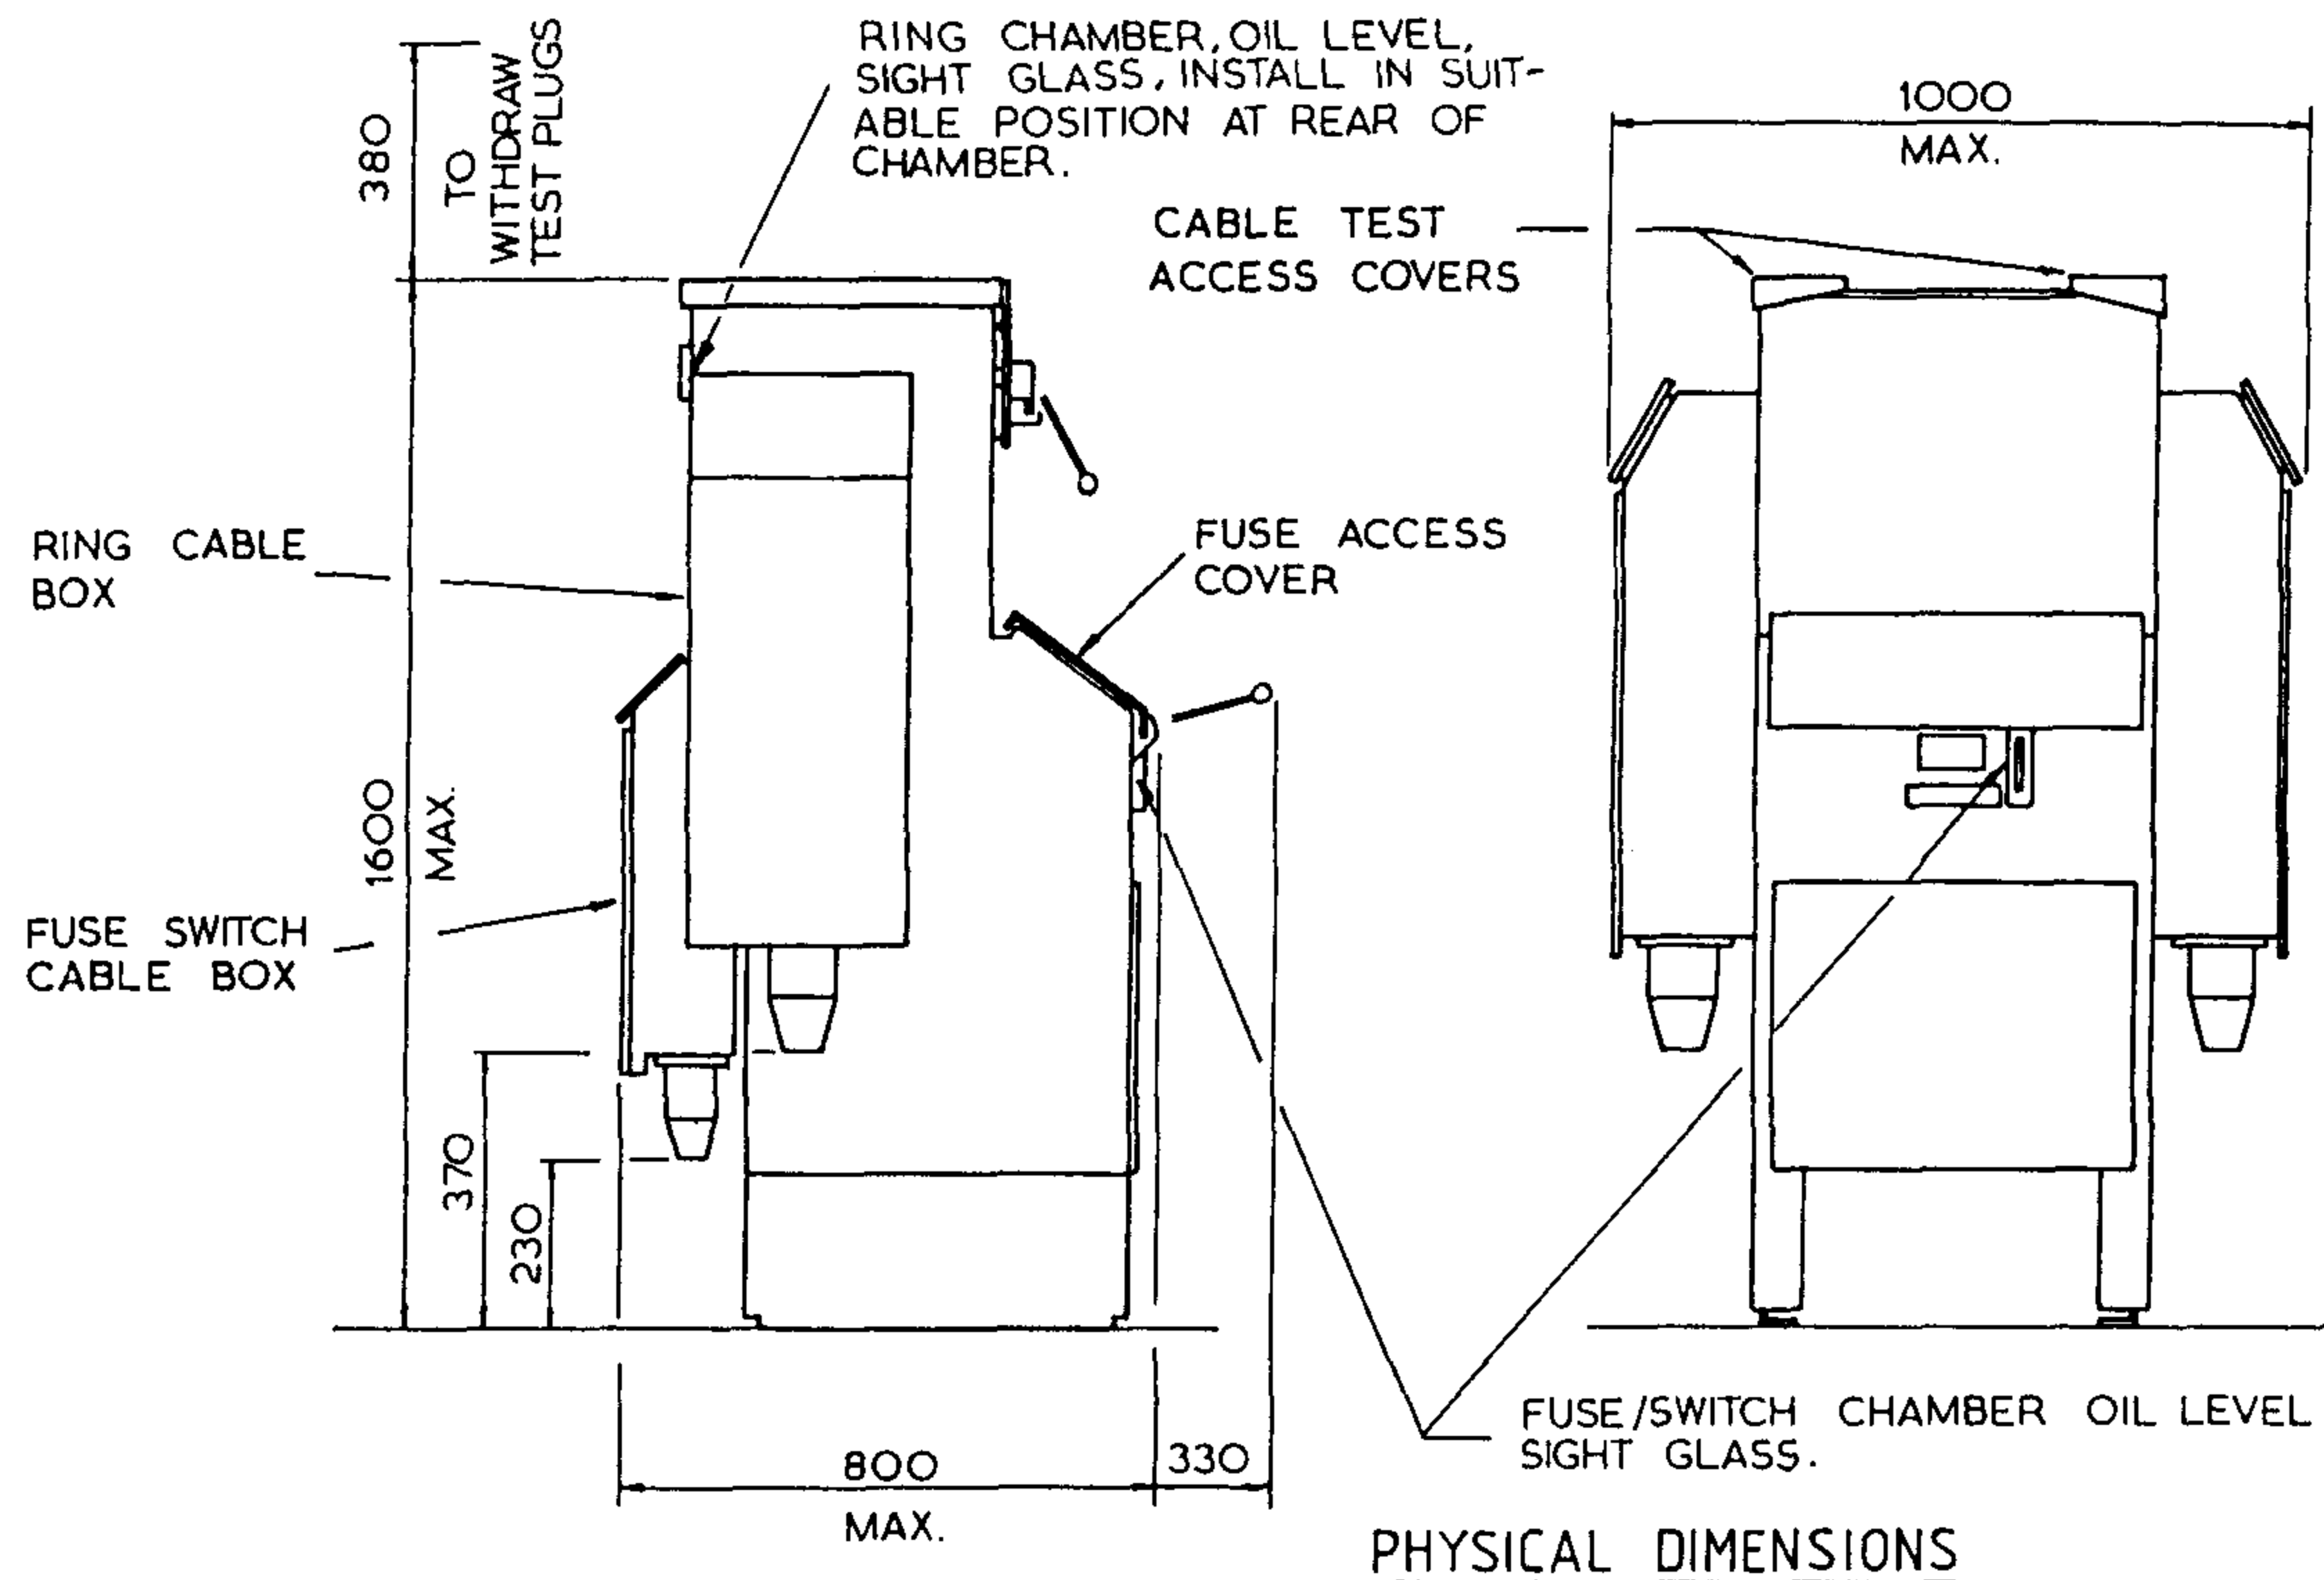 380
TO
WITHDRAW
TEST PLUGS
RING CHAMBER, OIL LEVEL,
SIGHT GLASS, INSTALL IN SUIT-
ABLE POSITION AT REAR OF
CHAMBER.
1000
MAX.
CABLE TEST
ACCESS COVERS
RING CABLE
BOX
FUSE ACCESS
COVER
1600
MAX.
FUSE SWITCH
CABLE BOX
370
230
800
MAX.
330
FUSE/SWITCH CHAMBER OIL LEVEL
SIGHT GLASS.
PHYSICAL DIMENSIONS